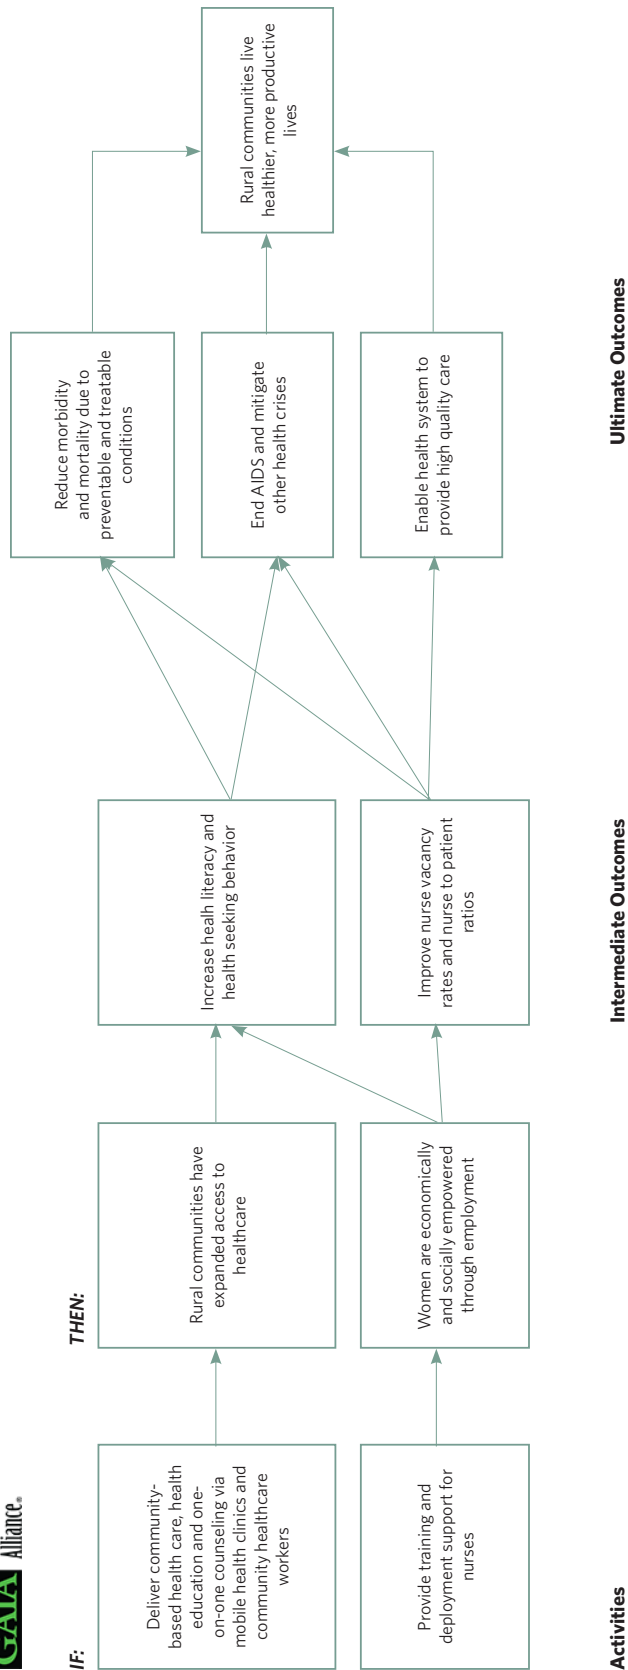 GAIA Alliance®
IF:
THEN:
Deliver community-
based health care, health
education and one-
on-one counseling via
mobile health clinics and
community healthcare
workers
Provide training and
deployment support for
nurses
Rural communities have
expanded access to
healthcare
Women are economically
and socially empowered
through employment
Increase healh literacy and
health seeking behavior
Improve nurse vacancy
rates and nurse to patient
ratios
Reduce morbidity
and mortality due to
preventable and treatable
conditions
End AIDS and mitigate
other health crises
Enable health system to
provide high quality care
Rural communities live
healthier, more productive
lives
Activities
Intermediate Outcomes
Ultimate Outcomes